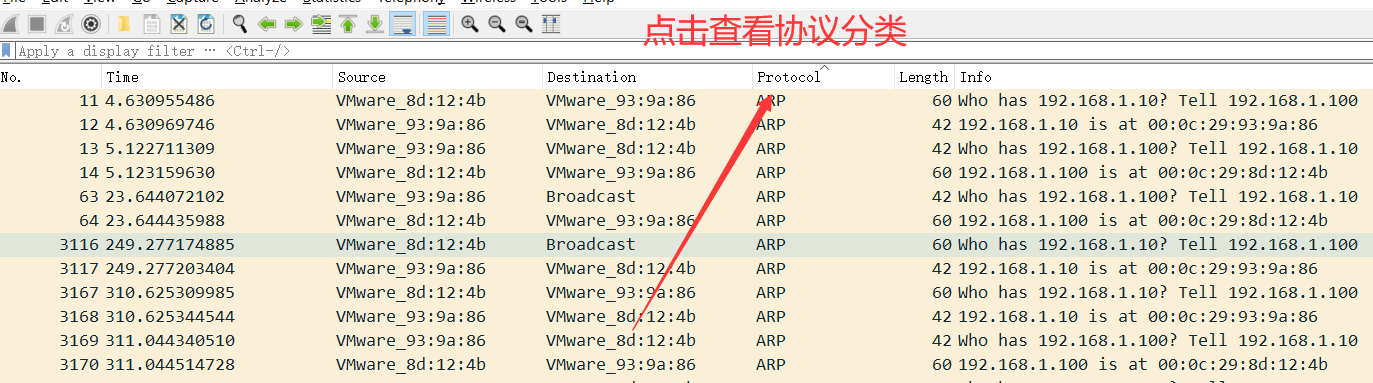 点击查看协议分类
Apply a display filter ⋯ <Ctrl-/>
No. Time Source Destination Protocol Length Info
11 4.630955486 VMware_8d:12:4b VMware_93:9a:86 ARP 60 Who has 192.168.1.10? Tell 192.168.1.100
12 4.630969746 VMware_93:9a:86 VMware_8d:12:4b ARP 42 192.168.1.10 is at 00:0c:29:93:9a:86
13 5.122711309 VMware_93:9a:86 VMware_8d:12:4b ARP 42 Who has 192.168.1.100? Tell 192.168.1.10
14 5.123159630 VMware_8d:12:4b VMware_93:9a:86 ARP 60 192.168.1.100 is at 00:0c:29:8d:12:4b
63 23.644072102 VMware_93:9a:86 Broadcast ARP 42 Who has 192.168.1.100? Tell 192.168.1.10
64 23.644435988 VMware_8d:12:4b VMware_93:9a:86 ARP 60 192.168.1.100 is at 00:0c:29:8d:12:4b
3116 249.277174885 VMware_8d:12:4b Broadcast ARP 60 Who has 192.168.1.10? Tell 192.168.1.100
3117 249.277203404 VMware_93:9a:86 VMware_8d:12:4b ARP 42 192.168.1.10 is at 00:0c:29:93:9a:86
3167 310.625309985 VMware_8d:12:4b VMware_93:9a:86 ARP 60 Who has 192.168.1.10? Tell 192.168.1.100
3168 310.625344544 VMware_93:9a:86 VMware_8d:12:4b ARP 42 192.168.1.10 is at 00:0c:29:93:9a:86
3169 311.044340510 VMware_93:9a:86 VMware_8d:12:4b ARP 42 Who has 192.168.1.100? Tell 192.168.1.10
3170 311.044514728 VMware_8d:12:4b VMware_93:9a:86 ARP 60 192.168.1.100 is at 00:0c:29:8d:12:4b